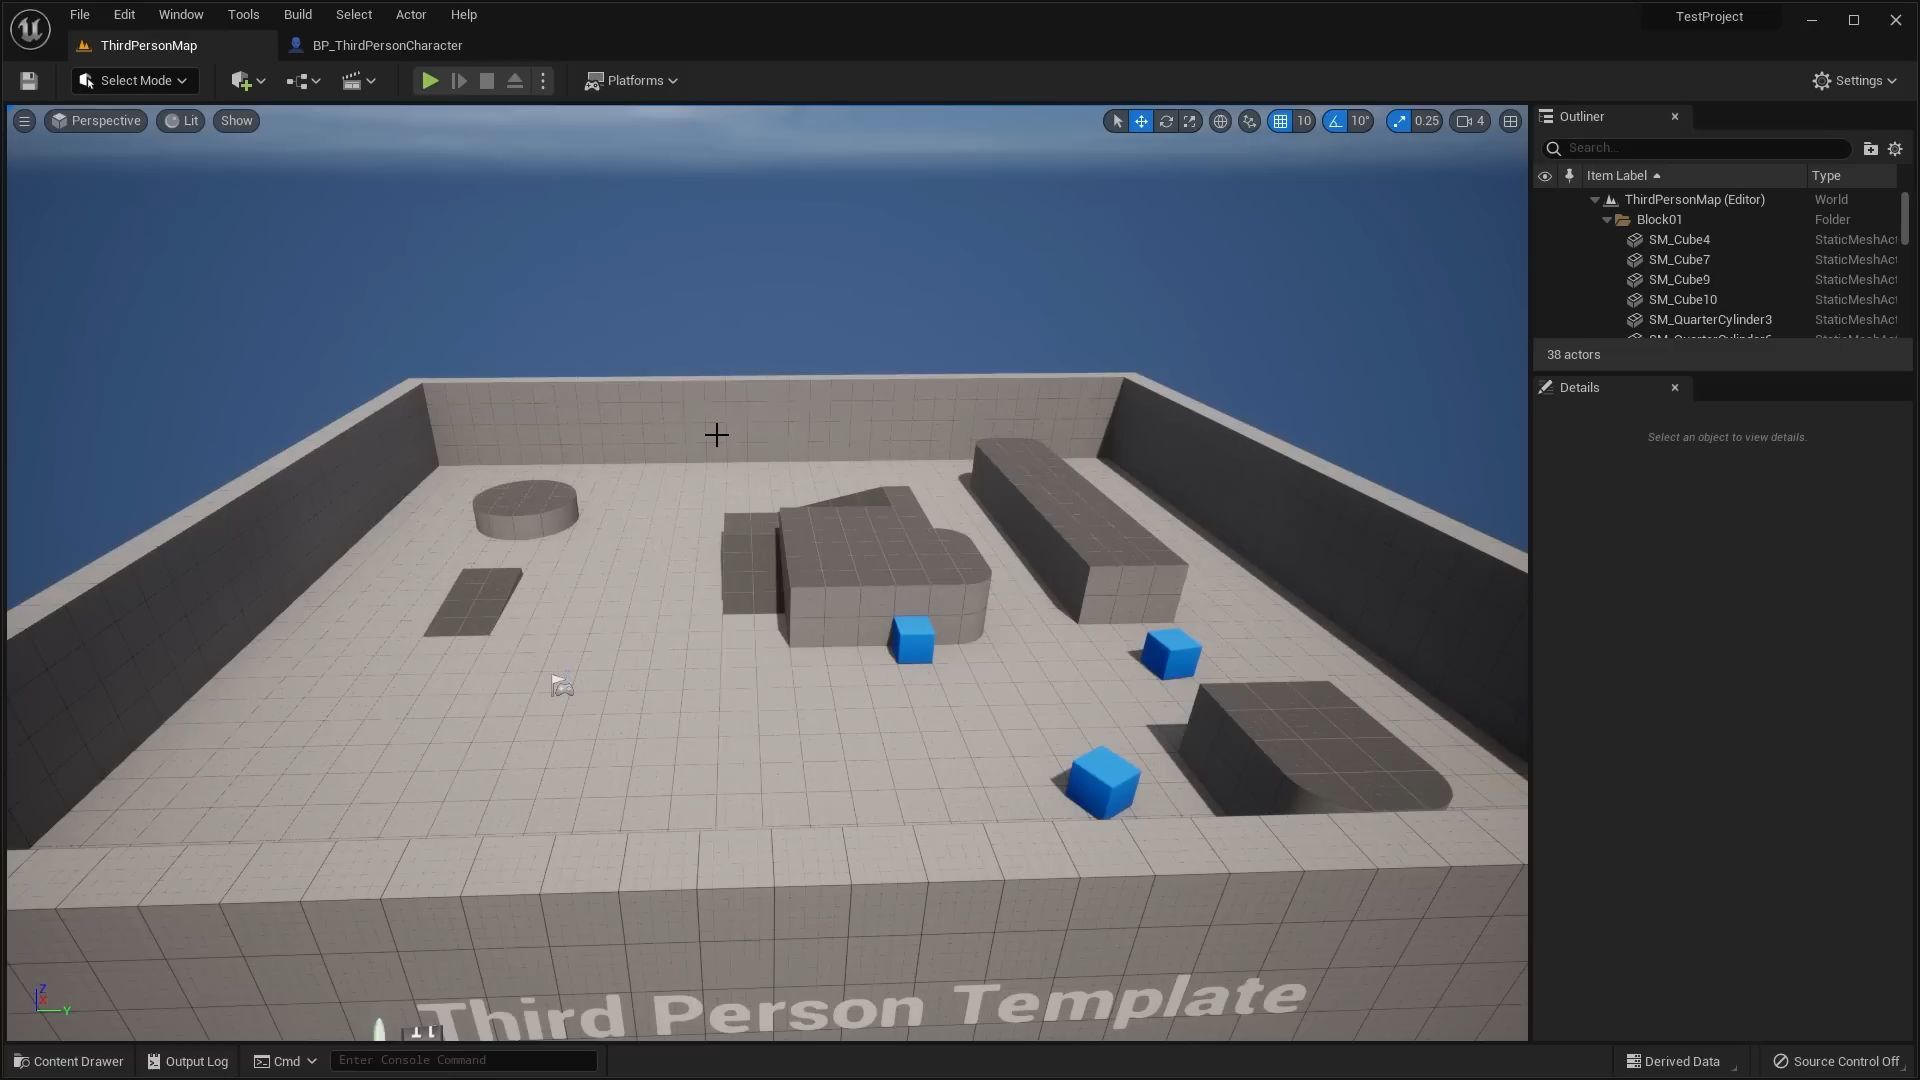 File Edit Window Tools Build Select Actor Help
TestProject
ThirdPersonMap
BP_ThirdPersonCharacter
Select Mode
Platforms
Settings
Perspective
Lit
Show
10
10°
0.25
4
Outliner
Search...
Item Label
Type
ThirdPersonMap (Editor) World
Block01 Folder
SM_Cube4 StaticMeshAct
SM_Cube7 StaticMeshAct
SM_Cube9 StaticMeshAct
SM_Cube10 StaticMeshAct
SM_QuarterCylinder3 StaticMeshAct
38 actors
Details
Select an object to view details.
Third Person Template
Z
X
Y
Content Drawer
Output Log
Cmd
Enter Console Command
Derived Data
Source Control Off